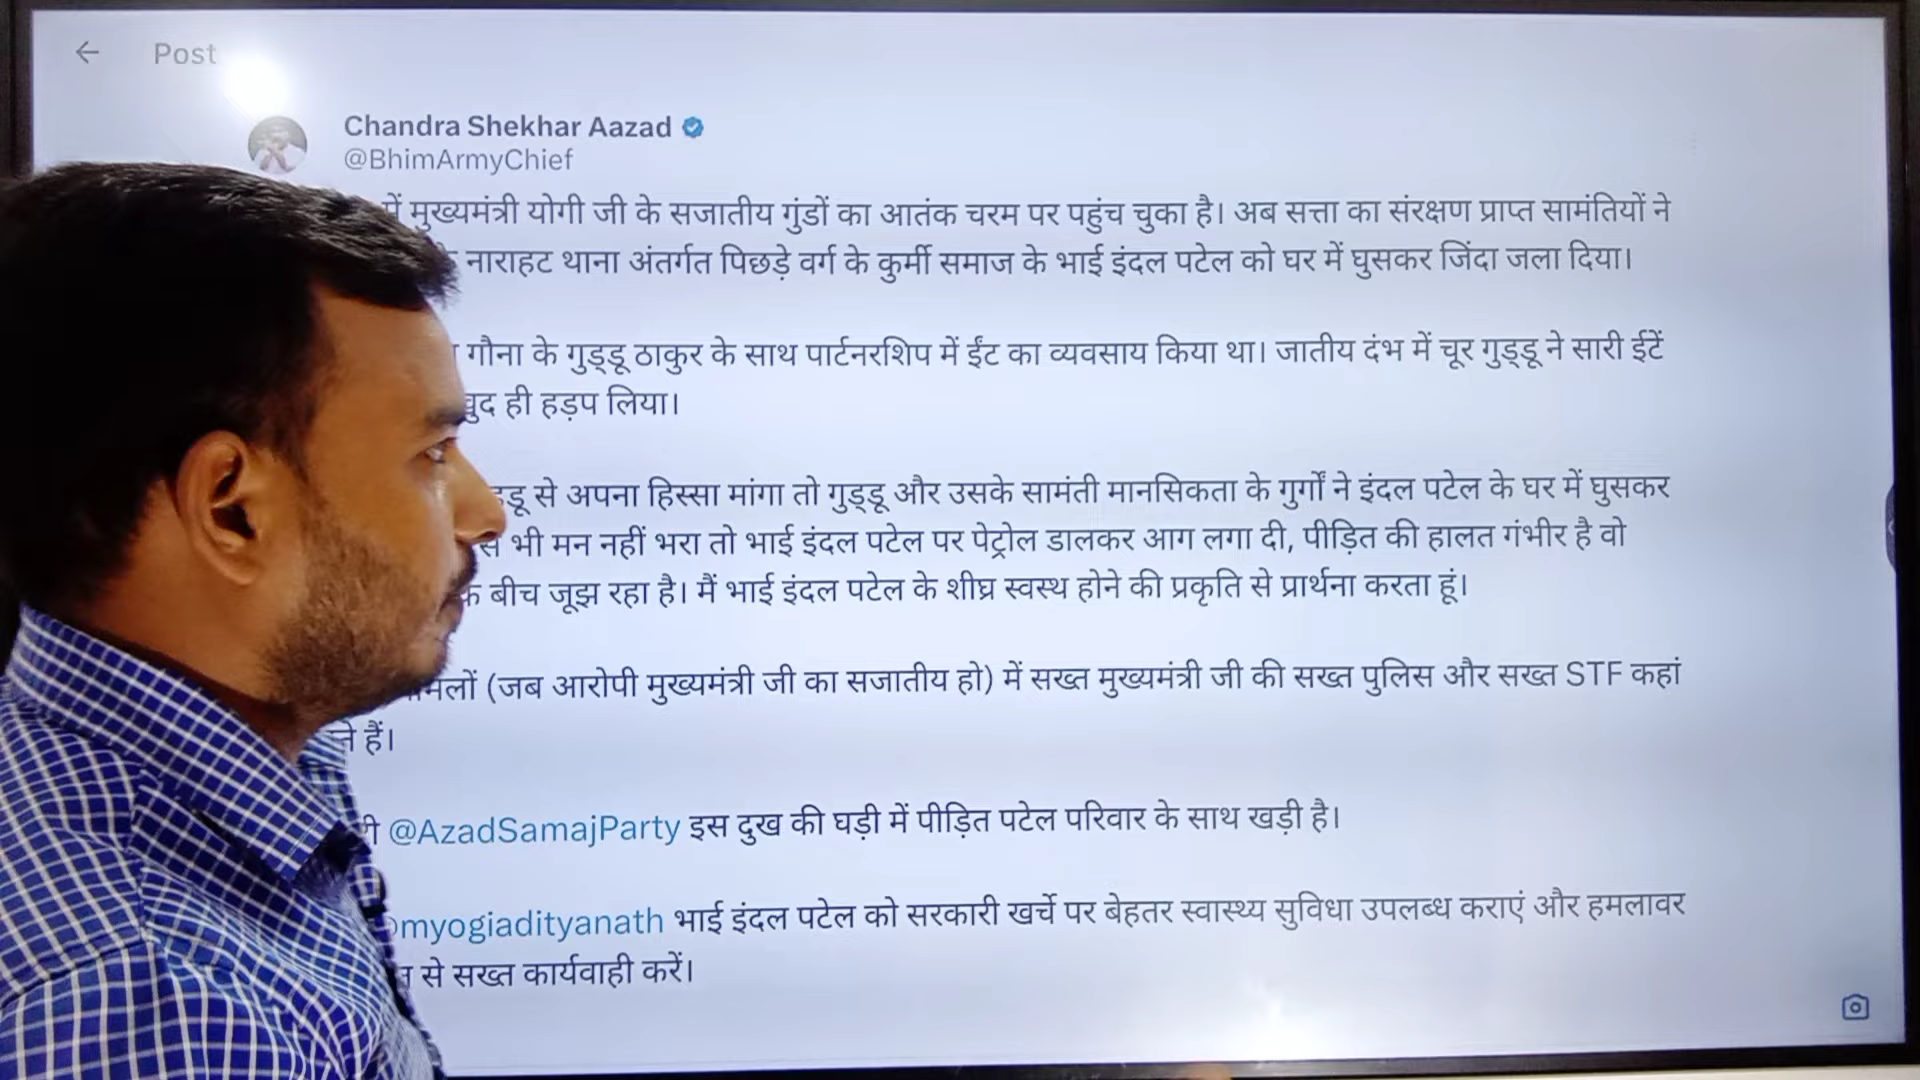 Post
Chandra Shekhar Aazad
@BhimArmyChief
में मुख्यमंत्री योगी जी के सजातीय गुंडों का आतंक चरम पर पहुंच चुका है। अब सत्ता का संरक्षण प्राप्त सामंतियों ने
नाराहट थाना अंतर्गत पिछड़े वर्ग के कुर्मी समाज के भाई इंदल पटेल को घर में घुसकर जिंदा जला दिया।
गौना के गुड्डू ठाकुर के साथ पार्टनरशिप में ईंट का व्यवसाय किया था। जातीय दंभ में चूर गुड्डू ने सारी ईटें
ही हड़प लिया।
से अपना हिस्सा मांगा तो गुड्डू और उसके सामंती मानसिकता के गुर्गों ने इंदल पटेल के घर में घुसकर
भी मन नहीं भरा तो भाई इंदल पटेल पर पेट्रोल डालकर आग लगा दी, पीड़ित की हालत गंभीर है वो
बीच जूझ रहा है। मैं भाई इंदल पटेल के शीघ्र स्वस्थ होने की प्रकृति से प्रार्थना करता हूं।
(जब आरोपी मुख्यमंत्री जी का सजातीय हो) में सख्त मुख्यमंत्री जी की सख्त पुलिस और सख्त STF कहां
हैं।
@AzadSamajParty इस दुख की घड़ी में पीड़ित पटेल परिवार के साथ खड़ी है।
@myogiadityanath भाई इंदल पटेल को सरकारी खर्चे पर बेहतर स्वास्थ्य सुविधा उपलब्ध कराएं और हमलावर
से सख्त कार्यवाही करें।